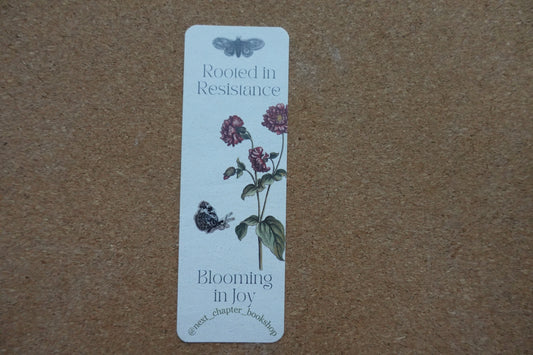 Rooted in
Resistance
Blooming
in Joy
@next_chapter_bookshop